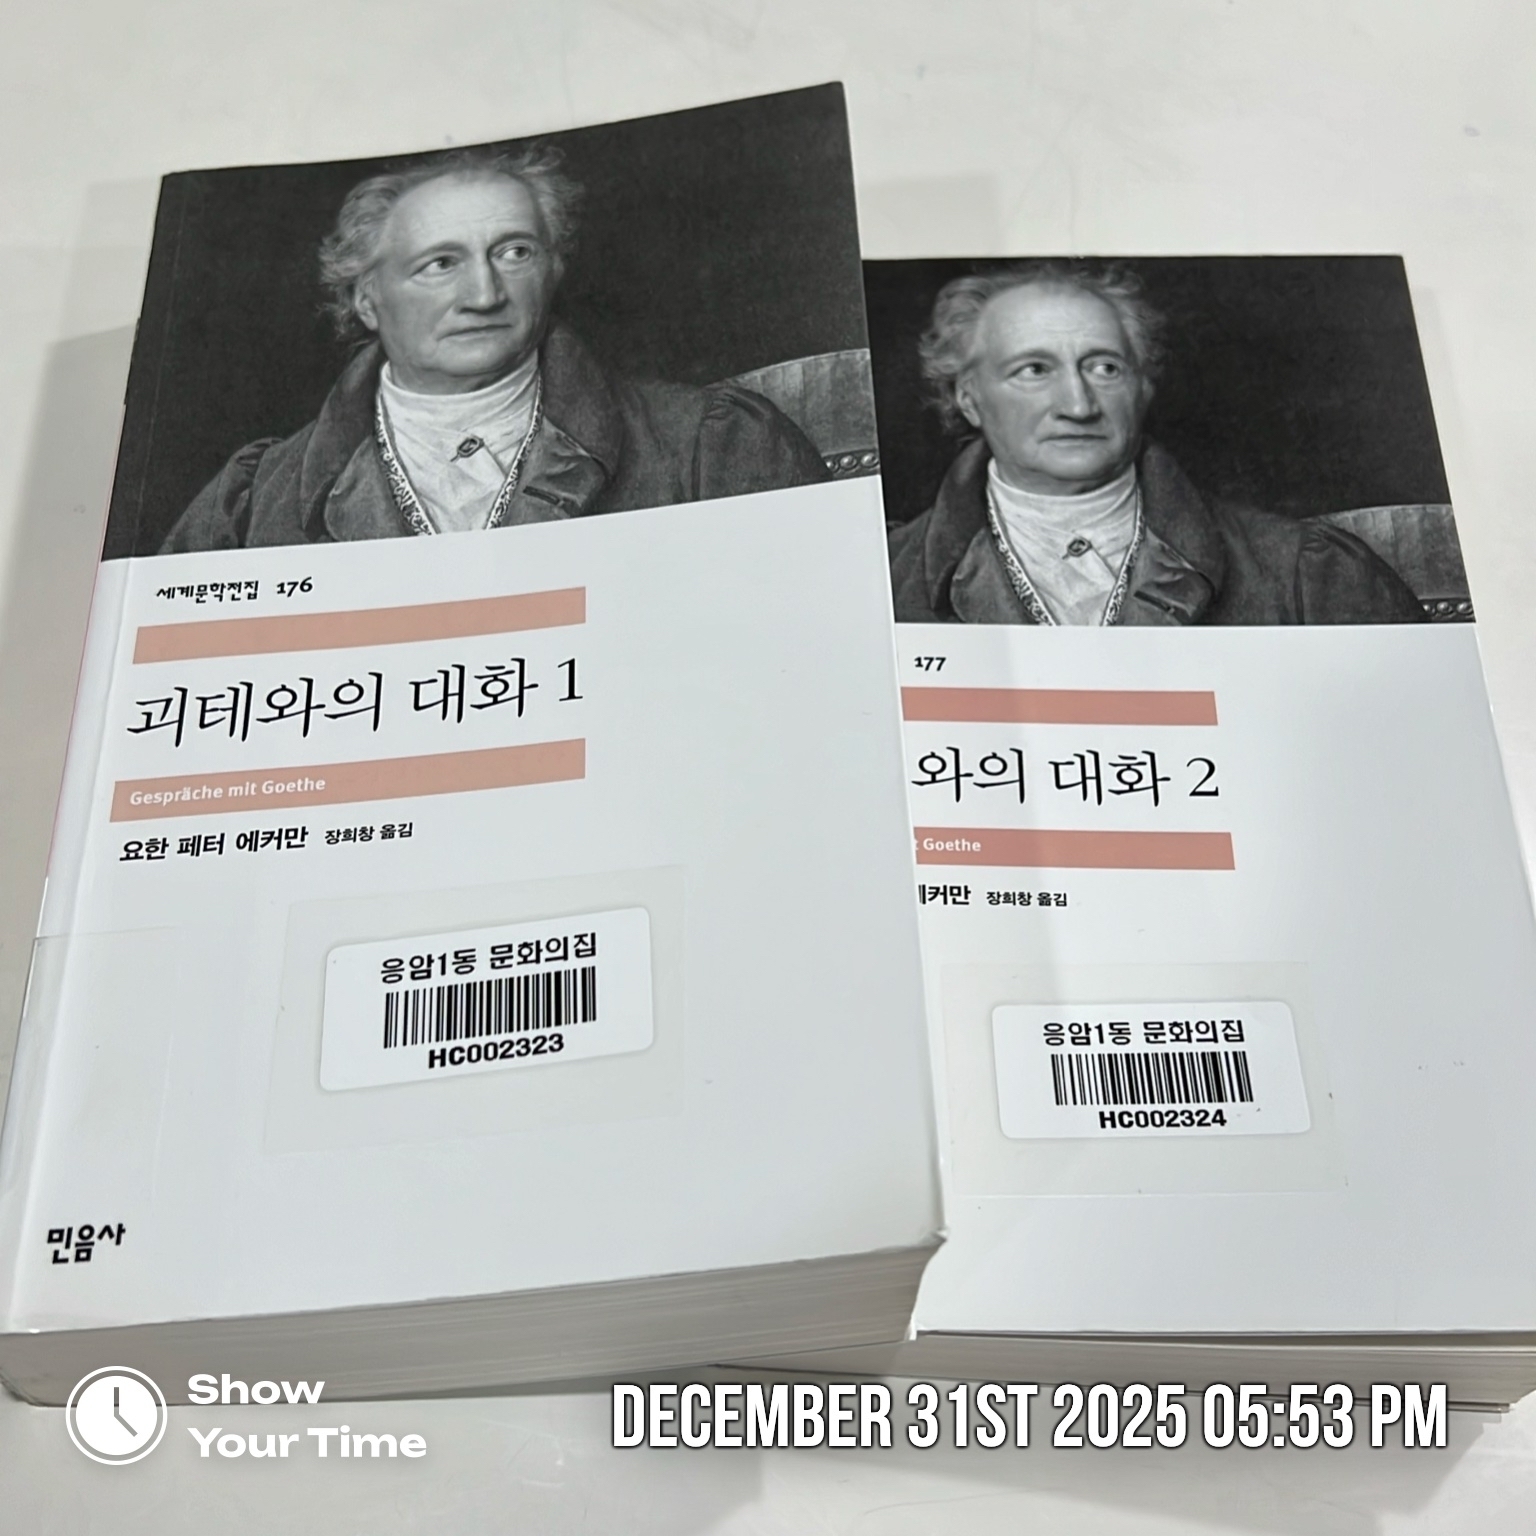 세계문학전집 176
괴테와의 대화 1
Gespräche mit Goethe
요한 페터 에커만 장희창 옮김
응암1동 문화의집
HC002323
민음사
177
와의 대화 2
t Goethe
커만 장희창 옮김
응암1동 문화의집
HC002324
Show
Your Time
DECEMBER 31ST 2025 05:53 PM